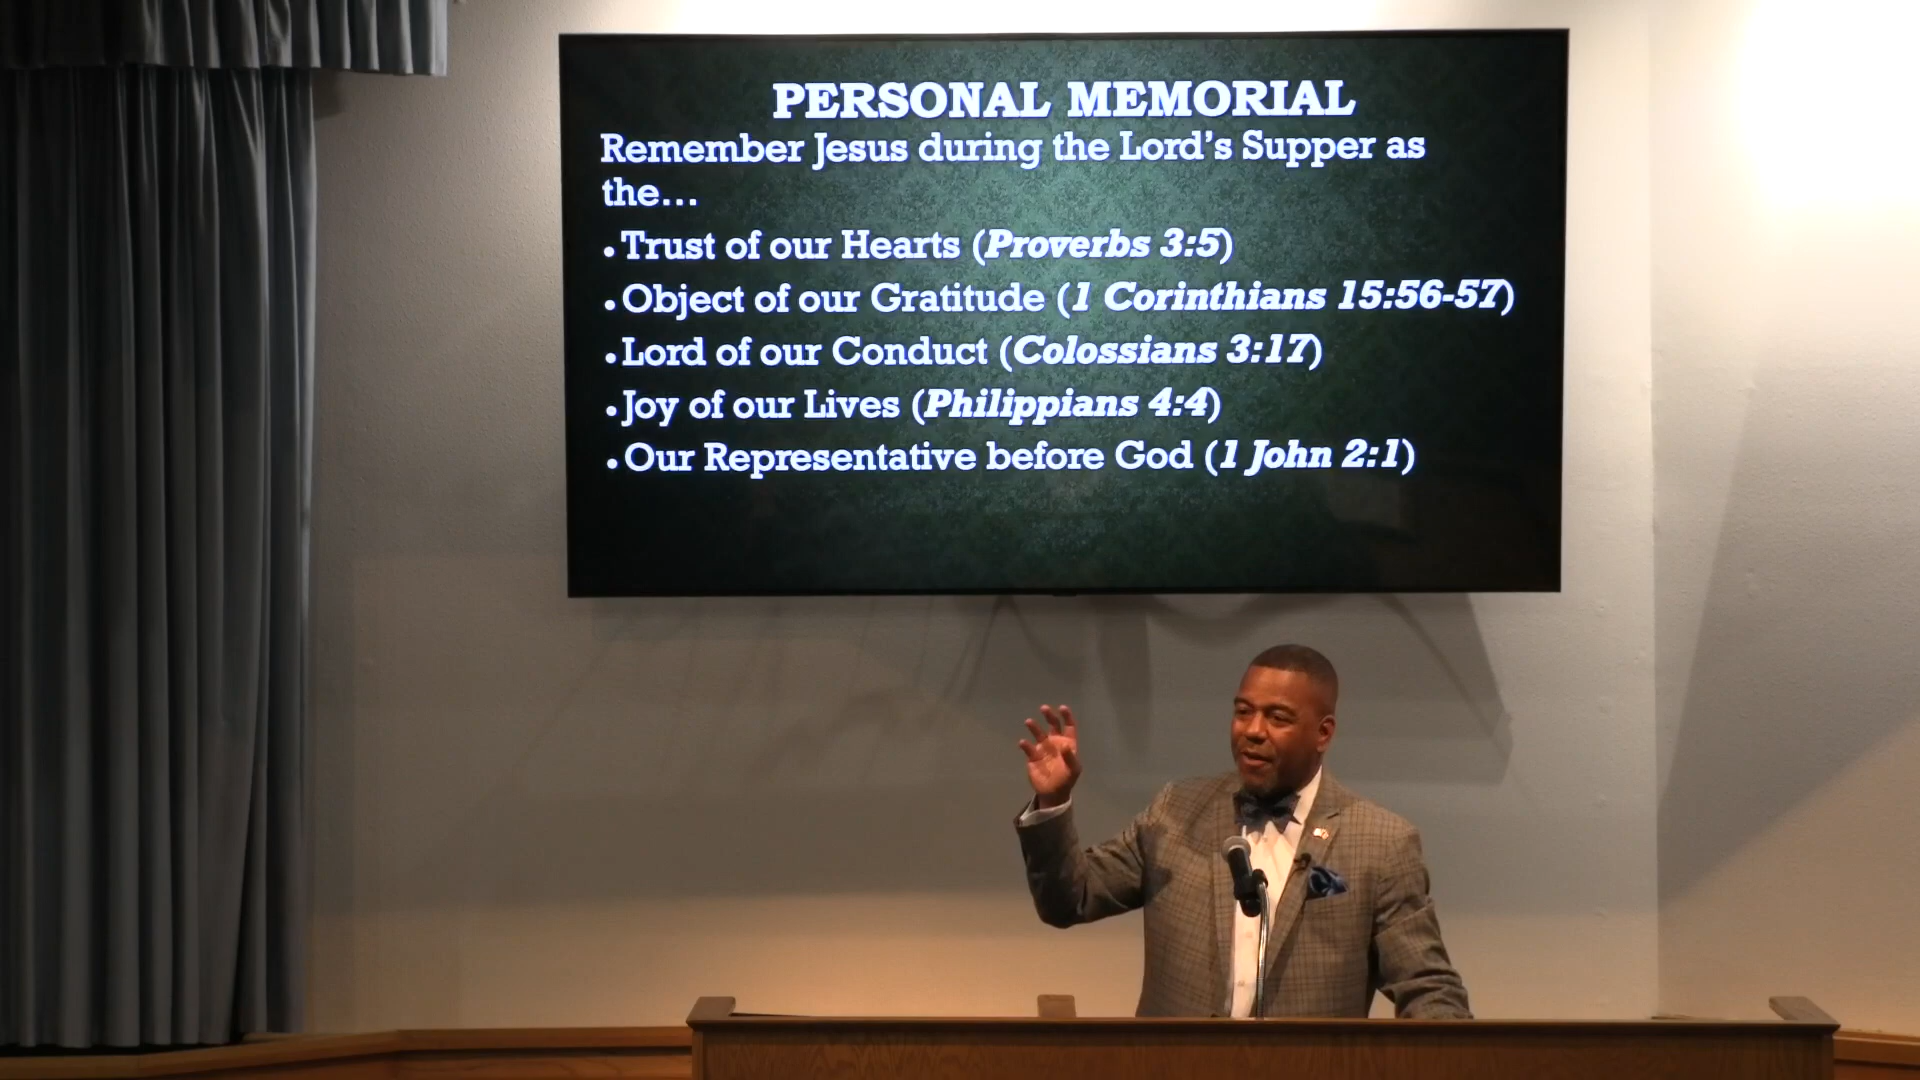 PERSONAL MEMORIAL
Remember Jesus during the Lord's Supper as
the...
• Trust of our Hearts (Proverbs 3:5)
• Object of our Gratitude (1 Corinthians 15:56-57)
• Lord of our Conduct (Colossians 3:17)
• Joy of our Lives (Philippians 4:4)
• Our Representative before God (1 John 2:1)